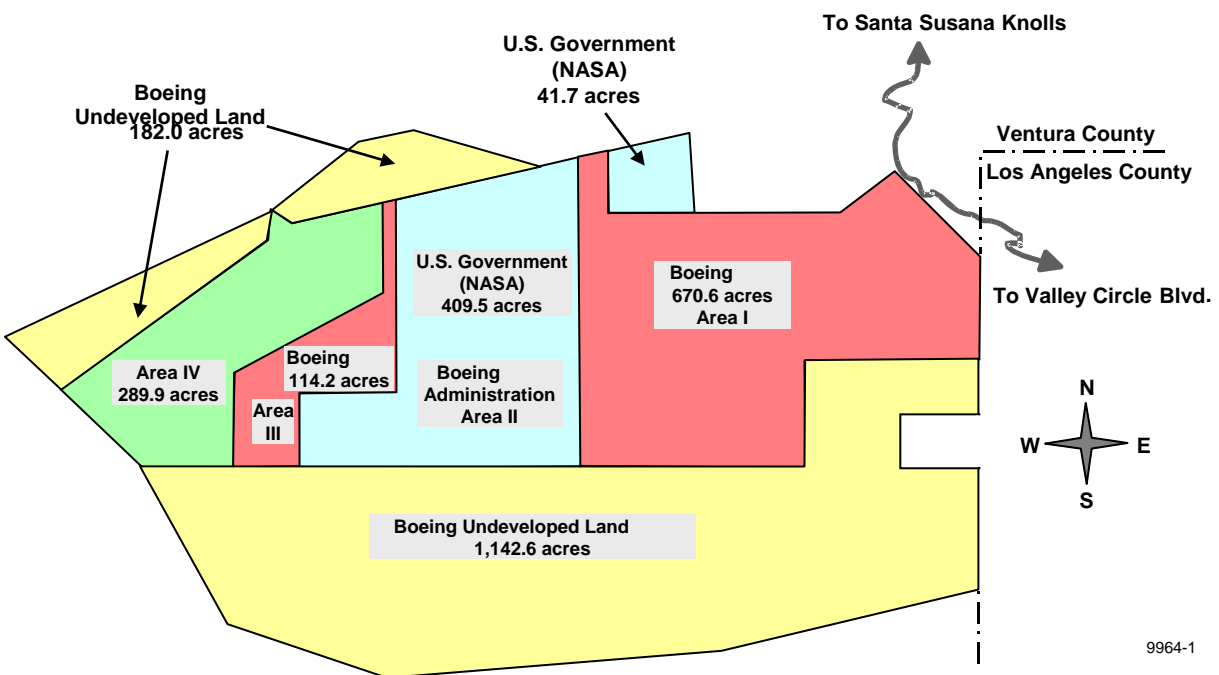 To Santa Susana Knolls
U.S. Government
(NASA)
41.7 acres
Boeing
Undeveloped Land
182.0 acres
Ventura County
Los Angeles County
U.S. Government
(NASA)
409.5 acres
Boeing
670.6 acres
Area I
To Valley Circle Blvd.
Boeing
114.2 acres
Area IV
289.9 acres
Boeing
Administration
Area II
Area
III
N
W
E
S
Boeing Undeveloped Land
1,142.6 acres
9964-1